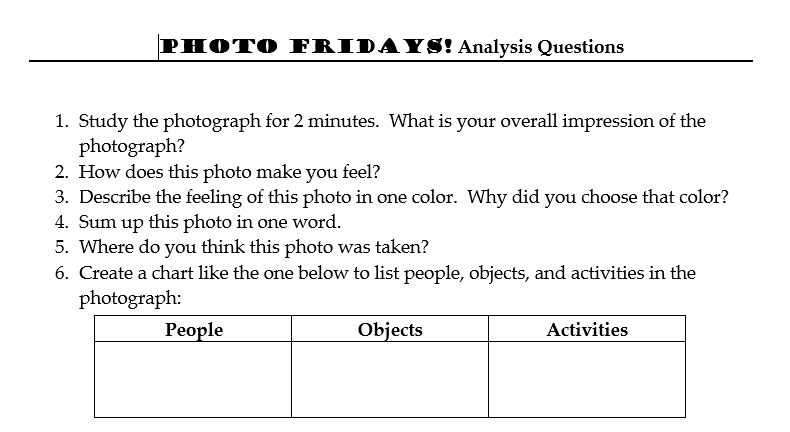 PHOTO FRIDAYS! Analysis Questions
1. Study the photograph for 2 minutes.  What is your overall impression of the
photograph?
2. How does this photo make you feel?
3. Describe the feeling of this photo in one color.  Why did you choose that color?
4. Sum up this photo in one word.
5. Where do you think this photo was taken?
6. Create a chart like the one below to list people, objects, and activities in the
photograph:
People Objects Activities